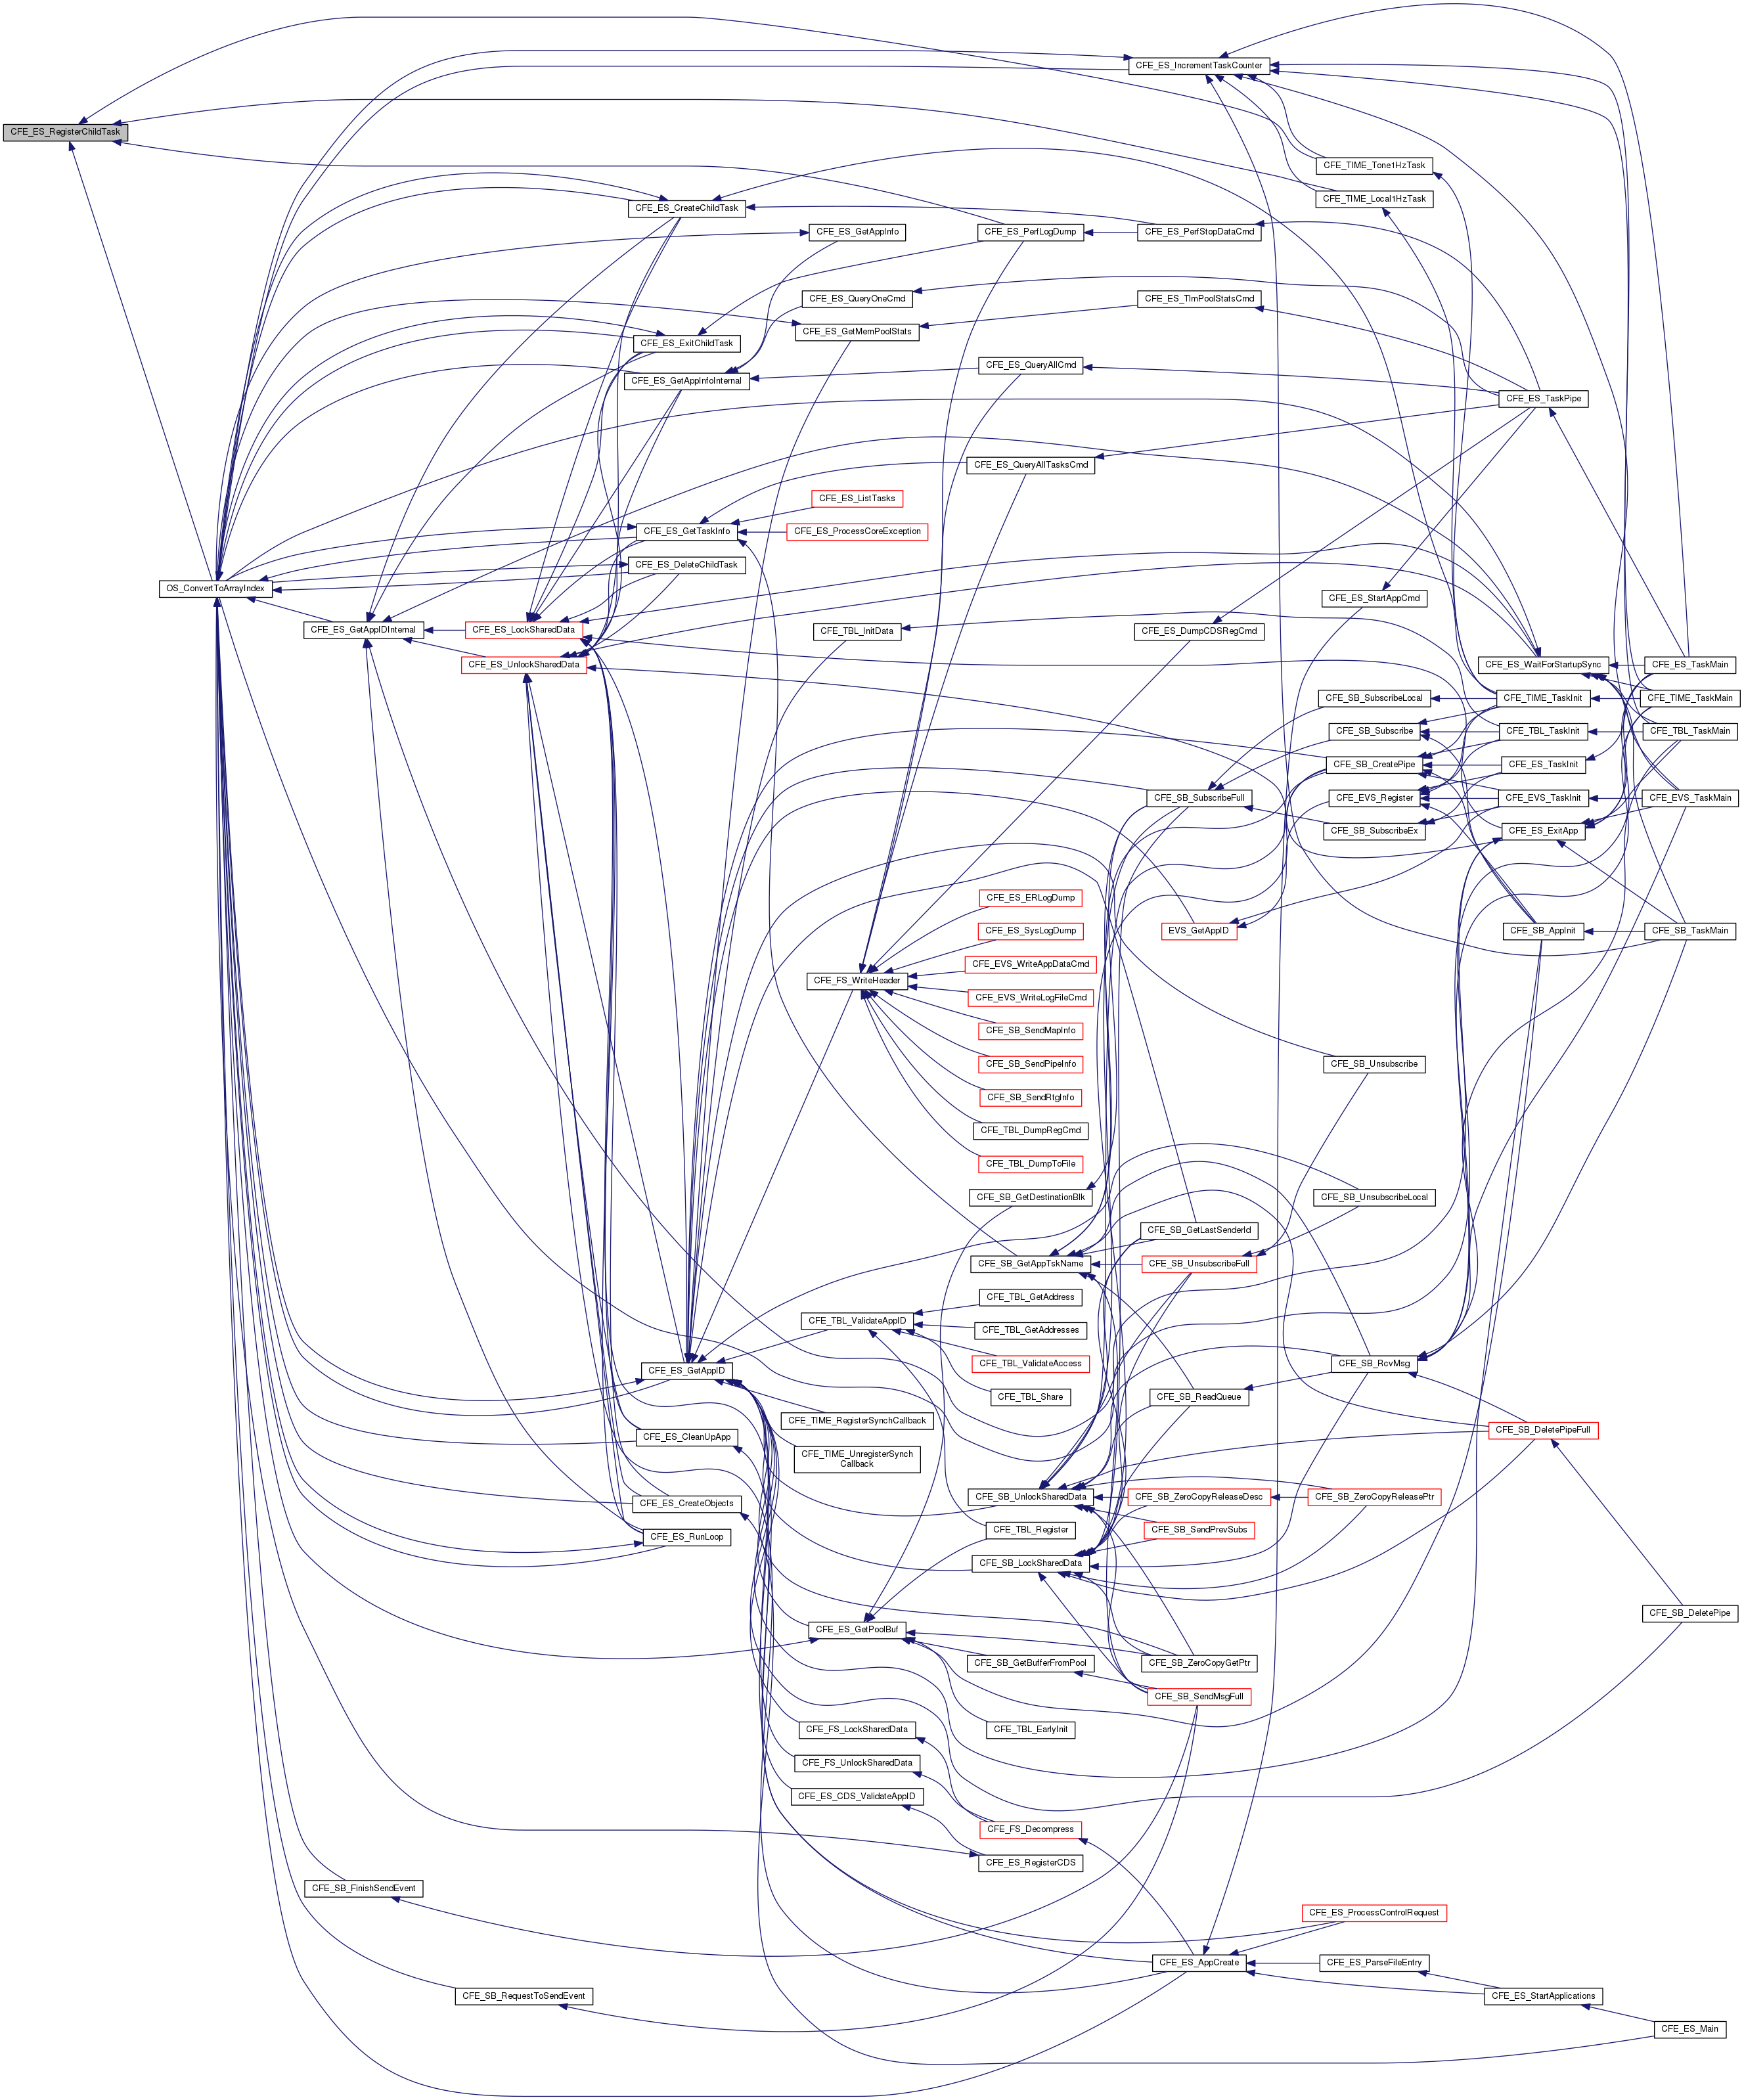 CFE_ES_RegisterChildTask
OS_ConvertToArrayIndex
CFE_ES_GetAppIDInternal
CFE_SB_FinishSendEvent
CFE_ES_LockSharedData
CFE_ES_UnlockSharedData
CFE_SB_RequestToSendEvent
CFE_ES_CreateChildTask
CFE_ES_ExitChildTask
CFE_ES_GetAppInfoInternal
CFE_ES_GetTaskInfo
CFE_ES_DeleteChildTask
CFE_ES_GetAppID
CFE_ES_CleanUpApp
CFE_ES_CreateObjects
CFE_ES_RunLoop
CFE_ES_GetAppInfo
CFE_ES_QueryOneCmd
CFE_ES_GetMemPoolStats
CFE_ES_ListTasks
CFE_ES_ProcessCoreException
CFE_TBL_InitData
CFE_FS_WriteHeader
CFE_TBL_ValidateAppID
CFE_TIME_RegisterSynchCallback
CFE_TIME_UnregisterSynch
Callback
CFE_ES_GetPoolBuf
CFE_FS_LockSharedData
CFE_FS_UnlockSharedData
CFE_ES_CDS_ValidateAppID
CFE_ES_PerfLogDump
CFE_ES_QueryAllCmd
CFE_ES_QueryAllTasksCmd
CFE_ES_ERLogDump
CFE_ES_SysLogDump
CFE_EVS_WriteAppDataCmd
CFE_EVS_WriteLogFileCmd
CFE_SB_SendMapInfo
CFE_SB_SendPipeInfo
CFE_SB_SendRtgInfo
CFE_TBL_DumpRegCmd
CFE_TBL_DumpToFile
CFE_SB_GetDestinationBlk
CFE_SB_GetAppTskName
CFE_TBL_GetAddress
CFE_TBL_GetAddresses
CFE_TBL_ValidateAccess
CFE_TBL_Share
CFE_SB_UnlockSharedData
CFE_TBL_Register
CFE_SB_LockSharedData
CFE_SB_GetBufferFromPool
CFE_TBL_EarlyInit
CFE_FS_Decompress
CFE_ES_RegisterCDS
CFE_ES_IncrementTaskCounter
CFE_ES_PerfStopDataCmd
CFE_ES_TlmPoolStatsCmd
CFE_ES_DumpCDSRegCmd
CFE_SB_SubscribeFull
EVS_GetAppID
CFE_SB_GetLastSenderId
CFE_SB_UnsubscribeFull
CFE_SB_ReadQueue
CFE_SB_ZeroCopyReleaseDesc
CFE_SB_SendPrevSubs
CFE_SB_ZeroCopyGetPtr
CFE_SB_SendMsgFull
CFE_ES_AppCreate
CFE_TIME_Tone1HzTask
CFE_TIME_Local1HzTask
CFE_ES_StartAppCmd
CFE_SB_SubscribeLocal
CFE_SB_Subscribe
CFE_SB_CreatePipe
CFE_EVS_Register
CFE_SB_SubscribeEx
CFE_SB_Unsubscribe
CFE_SB_UnsubscribeLocal
CFE_SB_RcvMsg
CFE_SB_ZeroCopyReleasePtr
CFE_ES_ProcessControlRequest
CFE_ES_ParseFileEntry
CFE_ES_TaskPipe
CFE_ES_WaitForStartupSync
CFE_TIME_TaskInit
CFE_TBL_TaskInit
CFE_ES_TaskInit
CFE_EVS_TaskInit
CFE_ES_ExitApp
CFE_SB_AppInit
CFE_SB_DeletePipeFull
CFE_ES_StartApplications
CFE_ES_TaskMain
CFE_TIME_TaskMain
CFE_TBL_TaskMain
CFE_EVS_TaskMain
CFE_SB_TaskMain
CFE_SB_DeletePipe
CFE_ES_Main